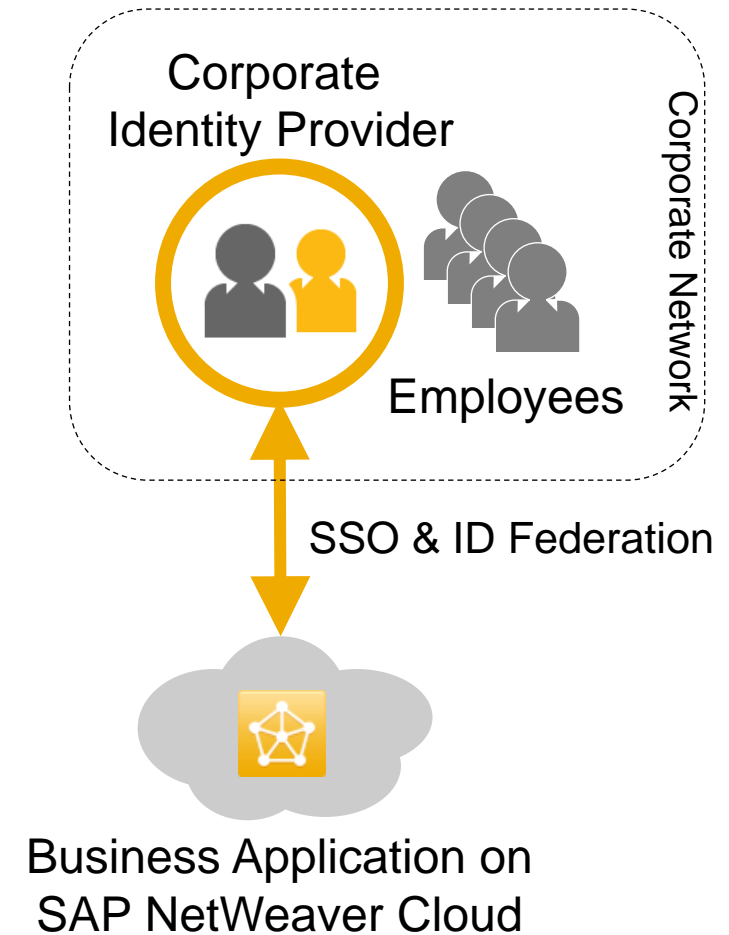 Corporate
Identity Provider
Corporate Network
Employees
SSO & ID Federation
Business Application on
SAP NetWeaver Cloud